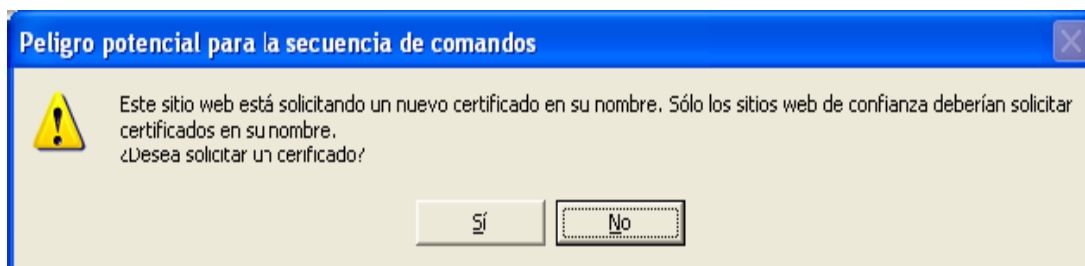 Peligro potencial para la secuencia de comandos
Este sitio web está solicitando un nuevo certificado en su nombre. Sólo los sitios web de confianza deberían solicitar
certificados en su nombre.
¿Desea solicitar un cerificado?
Sí
No